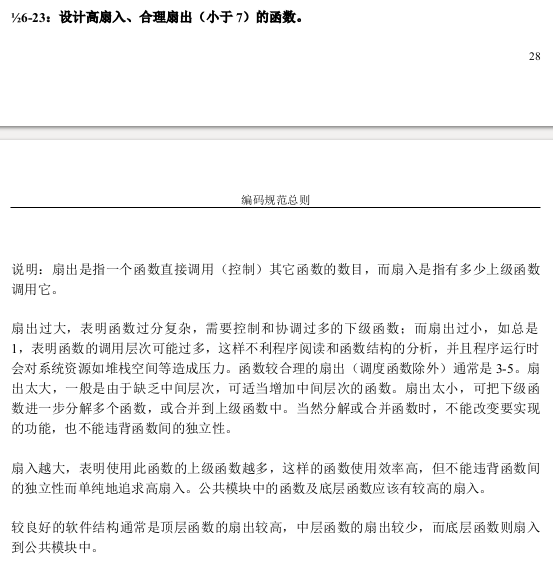 ½6-23：设计高扇入、合理扇出（小于 7）的函数。
28
编码规范总则
说明：扇出是指一个函数直接调用（控制）其它函数的数目，而扇入是指有多少上级函数
调用它。
扇出过大，表明函数过分复杂，需要控制和协调过多的下级函数；而扇出过小，如总是
1，表明函数的调用层次可能过多，这样不利程序阅读和函数结构的分析，并且程序运行时
会对系统资源如堆栈空间等造成压力。函数较合理的扇出（调度函数除外）通常是 3-5。扇
出太大，一般是由于缺乏中间层次，可适当增加中间层次的函数。扇出太小，可把下级函
数进一步分解多个函数，或合并到上级函数中。当然分解或合并函数时，不能改变要实现
的功能，也不能违背函数间的独立性。
扇入越大，表明使用此函数的上级函数越多，这样的函数使用效率高，但不能违背函数间
的独立性而单纯地追求高扇入。公共模块中的函数及底层函数应该有较高的扇入。
较良好的软件结构通常是顶层函数的扇出较高，中层函数的扇出较少，而底层函数则扇入
到公共模块中。